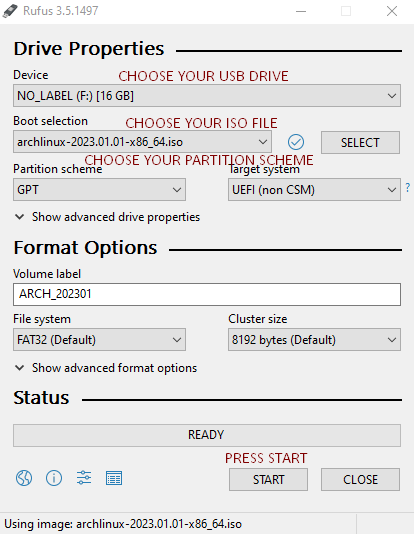 Rufus 3.5.1497
Drive Properties
Device
CHOOSE YOUR USB DRIVE
NO_LABEL (F:) [16 GB]
Boot selection
CHOOSE YOUR ISO FILE
archlinux-2023.01.01-x86_64.iso
SELECT
CHOOSE YOUR PARTITION SCHEME
Partition scheme
Target system
GPT
UEFI (non CSM)
?
Show advanced drive properties
Format Options
Volume label
ARCH_202301
File system
Cluster size
FAT32 (Default)
8192 bytes (Default)
Show advanced format options
Status
READY
PRESS START
START
CLOSE
Using image: archlinux-2023.01.01-x86_64.iso